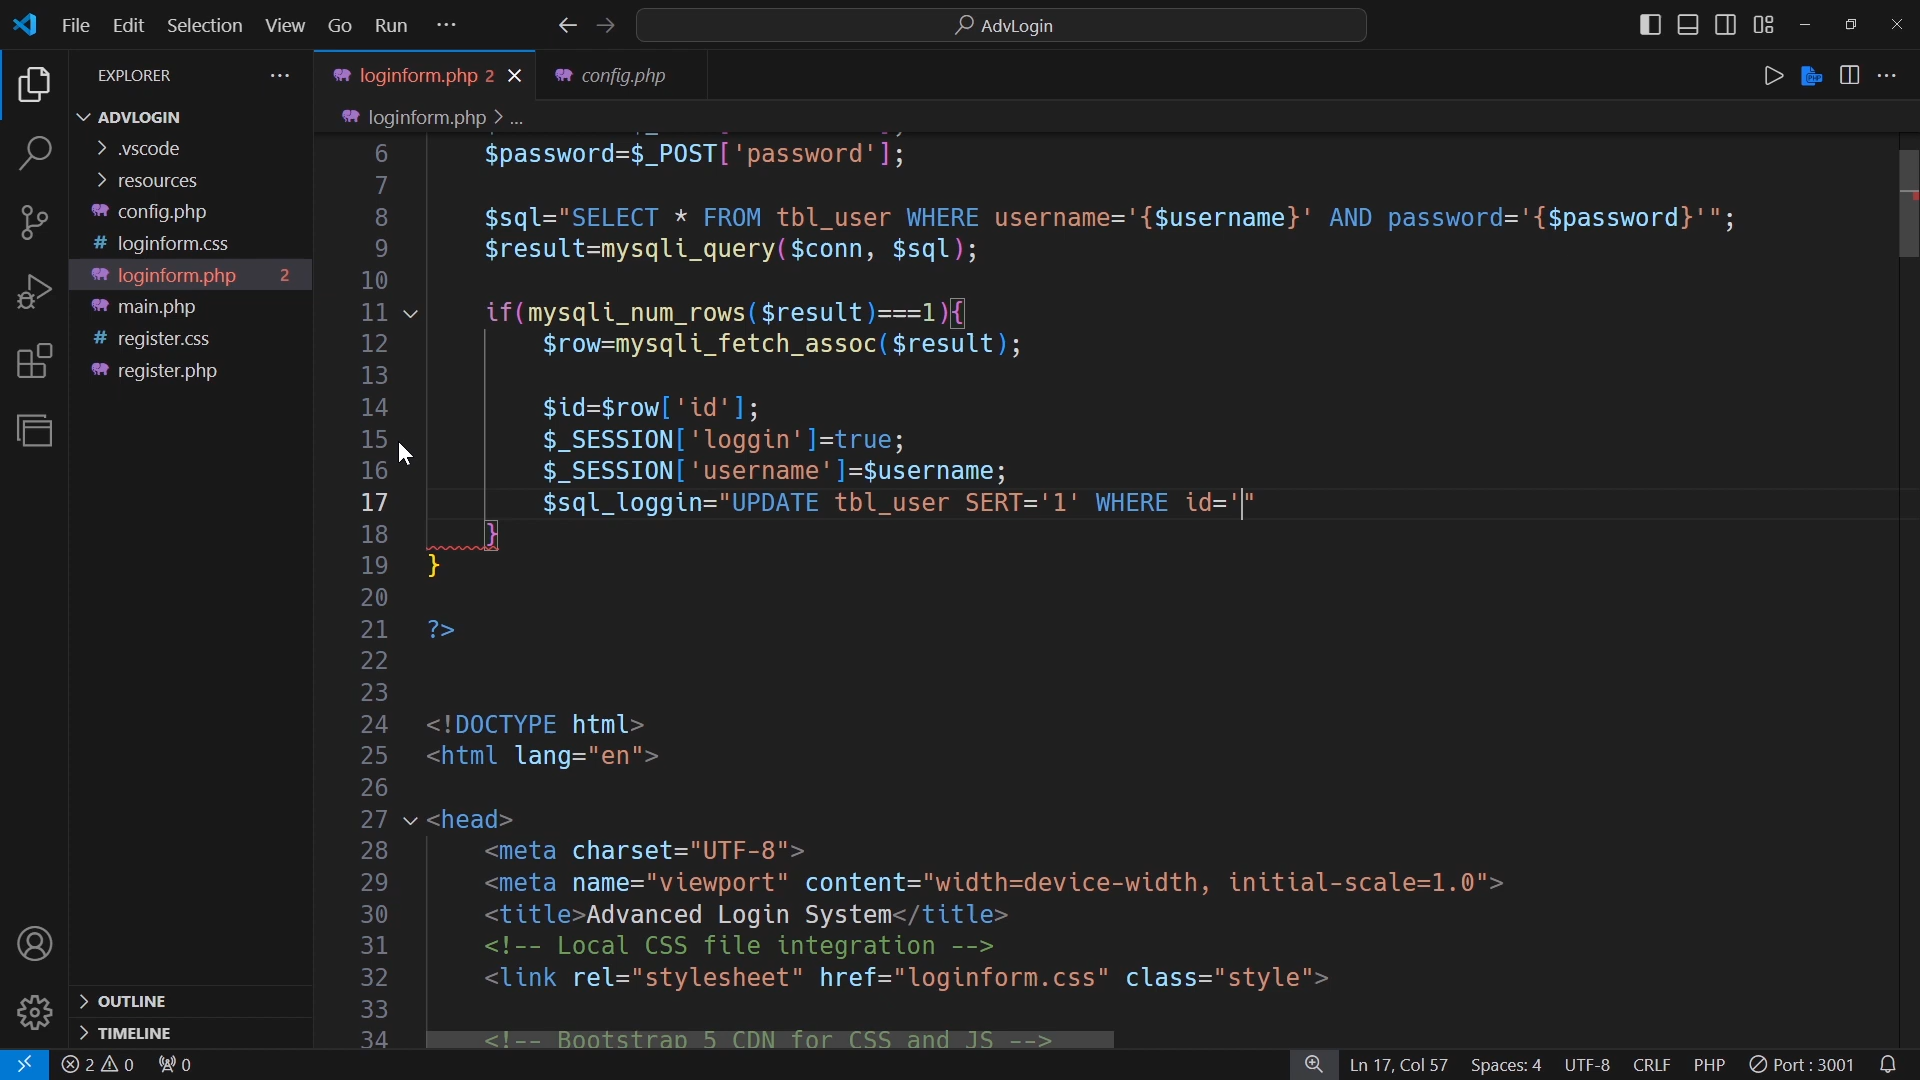 File Edit Selection View Go Run ···
AdvLogin
EXPLORER ···
ADVLOGIN
.vscode
resources
config.php
# loginform.css
loginform.php 2
main.php
# register.css
register.php
OUTLINE
TIMELINE
loginform.php 2
config.php
loginform.php > ...
6 $password=$_POST['password'];
7
8 $sql="SELECT * FROM tbl_user WHERE username='{$username}' AND password='{$password}'";
9 $result=mysqli_query($conn, $sql);
10
11 if(mysqli_num_rows($result)===1){
12 $row=mysqli_fetch_assoc($result);
13
14 $id=$row['id'];
15 $_SESSION['loggin']=true;
16 $_SESSION['username']=$username;
17 $sql_loggin="UPDATE tbl_user SERT='1' WHERE id='"
18 }
19 }
20
21 ?>
22
23
24 <!DOCTYPE html>
25 <html lang="en">
26
27 <head>
28 <meta charset="UTF-8">
29 <meta name="viewport" content="width=device-width, initial-scale=1.0">
30 <title>Advanced Login System</title>
31 <!-- Local CSS file integration -->
32 <link rel="stylesheet" href="loginform.css" class="style">
33
34 <!-- Bootstrap 5 CDN for CSS and JS -->
2 0 0
Ln 17, Col 57 Spaces: 4 UTF-8 CRLF PHP Port : 3001